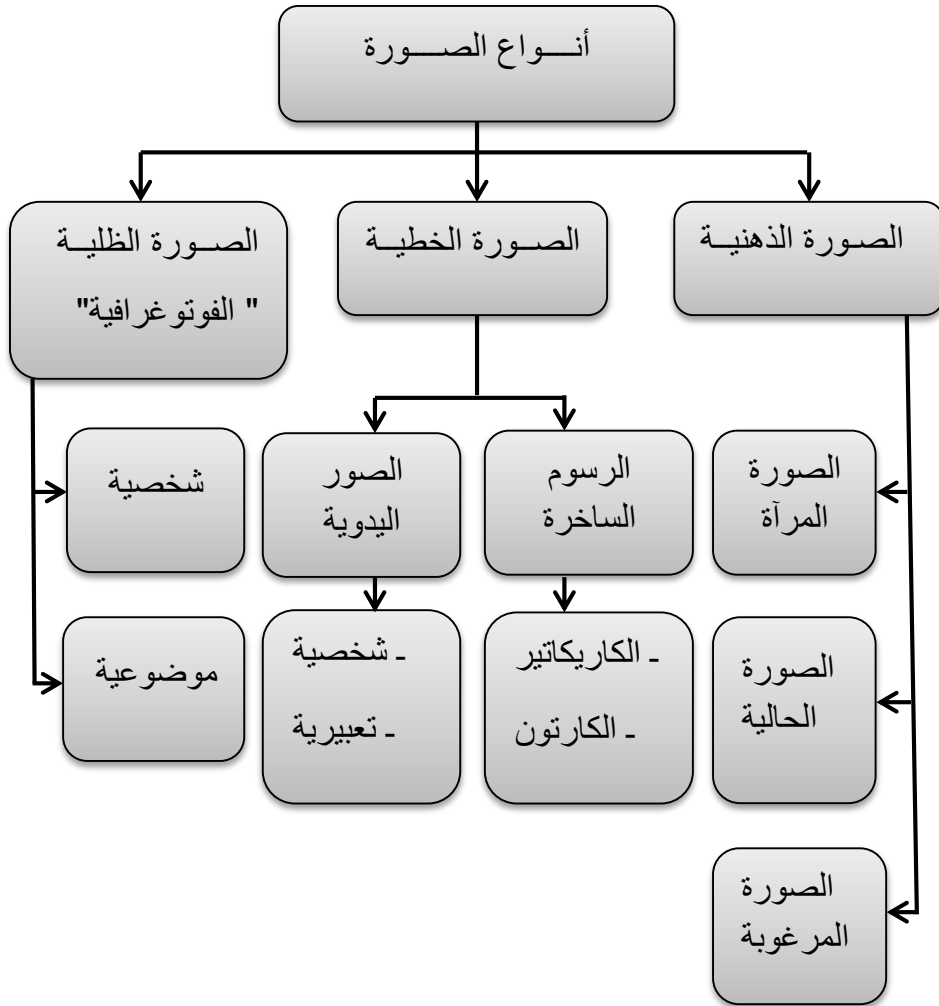 أنــواع الصــورة
الصـورة الذهنيـة
الصـورة الخطيـة
الصـورة الظليـة
" الفوتوغرافية"
الصورة
المرآة
الرسوم
الساخرة
الصور
اليدوية
شخصية
الصورة
الحالية
ـ الكاريكاتير
ـ الكارتون
ـ شخصية
ـ تعبيرية
موضوعية
الصورة
المرغوبة